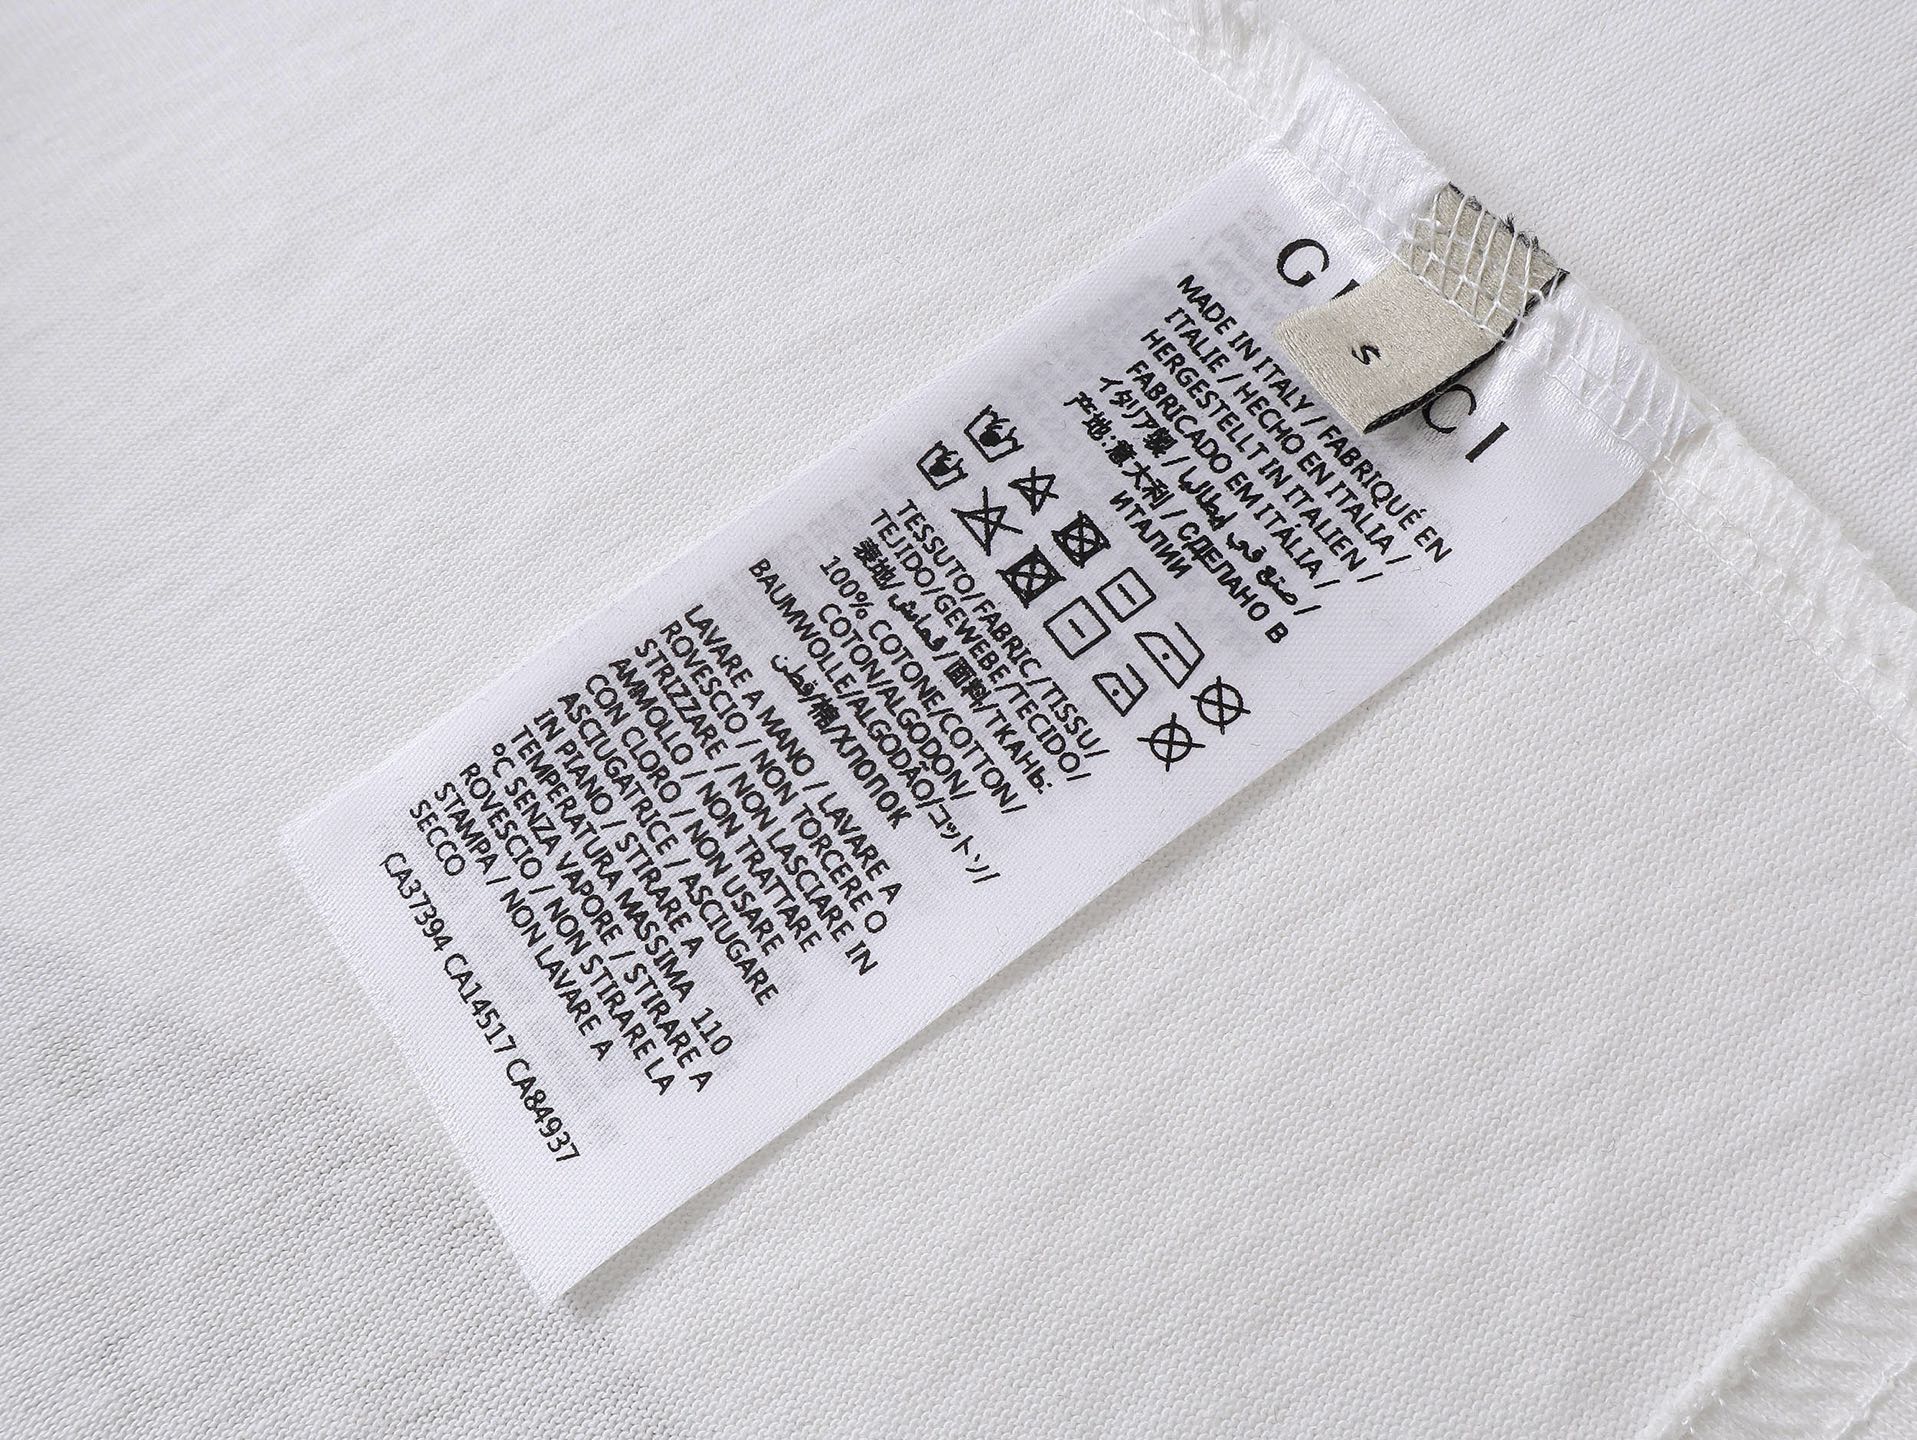 GUCCI
S
MADE IN ITALY / FABRIQUÉ EN
ITALIE / HECHO EN ITALIA /
HERGESTELLT IN ITALIEN /
FABRICADO EM ITÁLIA /
イタリア製 / صنع في إيطاليا /
产地:意大利 / СДЕЛАНО В
ИТАЛИИ
TESSUTO/FABRIC/TISSU/
TEJIDO/GEWEBE/TECIDO/
表地/قماش/面料/ТКАНЬ:
100% COTONE/COTTON/
COTON/ALGODON/
BAUMWOLLE/ALGODÃO/コットン/
قطن/棉/ХЛОПОК
LAVARE A MANO / LAVARE A
ROVESCIO / NON TORCERE O
STRIZZARE / NON LASCIARE IN
AMMOLLO / NON TRATTARE
CON CLORO / NON USARE
ASCIUGATRICE / ASCIUGARE
IN PIANO / STIRARE A
TEMPERATURA MASSIMA 110
°C SENZA VAPORE / STIRARE A
ROVESCIO / NON STIRARE LA
STAMPA / NON LAVARE A
SECCO
CA37394 CA14517 CA84937